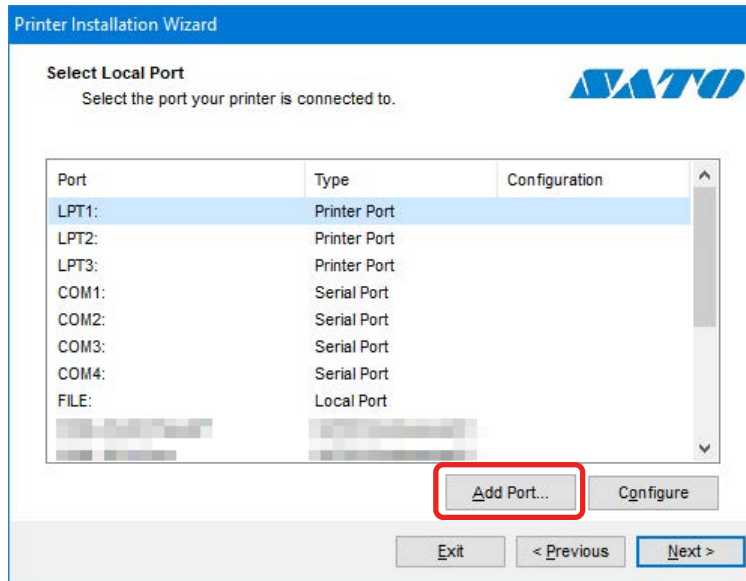 Printer Installation Wizard
Select Local Port
Select the port your printer is connected to.
SATO
Port Type Configuration
LPT1: Printer Port
LPT2: Printer Port
LPT3: Printer Port
COM1: Serial Port
COM2: Serial Port
COM3: Serial Port
COM4: Serial Port
FILE: Local Port
Add Port... Configure
Exit < Previous Next >